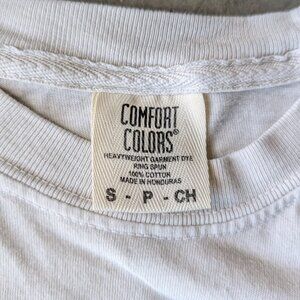 COMFORT
COLORS®
HEAVYWEIGHT GARMENT DYE
RING SPUN
100% COTTON
MADE IN HONDURAS
S - P - CH